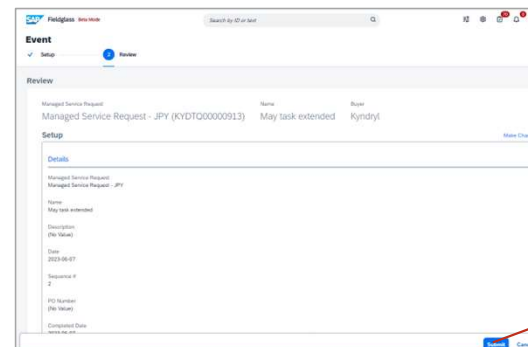 SAP Fieldglass Beta Mode
Search by ID or text
Event
Setup
2 Review
Review
Managed Service Request
Managed Service Request - JPY (KYDTQ00000913)
Name
May task extended
Buyer
Kyndryl
Setup
Make Cha
Details
Managed Service Request
Managed Service Request - JPY
Name
May task extended
Description
(No Value)
Date
2023-06-07
Sequence #
2
PO Number
(No Value)
Completed Date
Submit
Canc